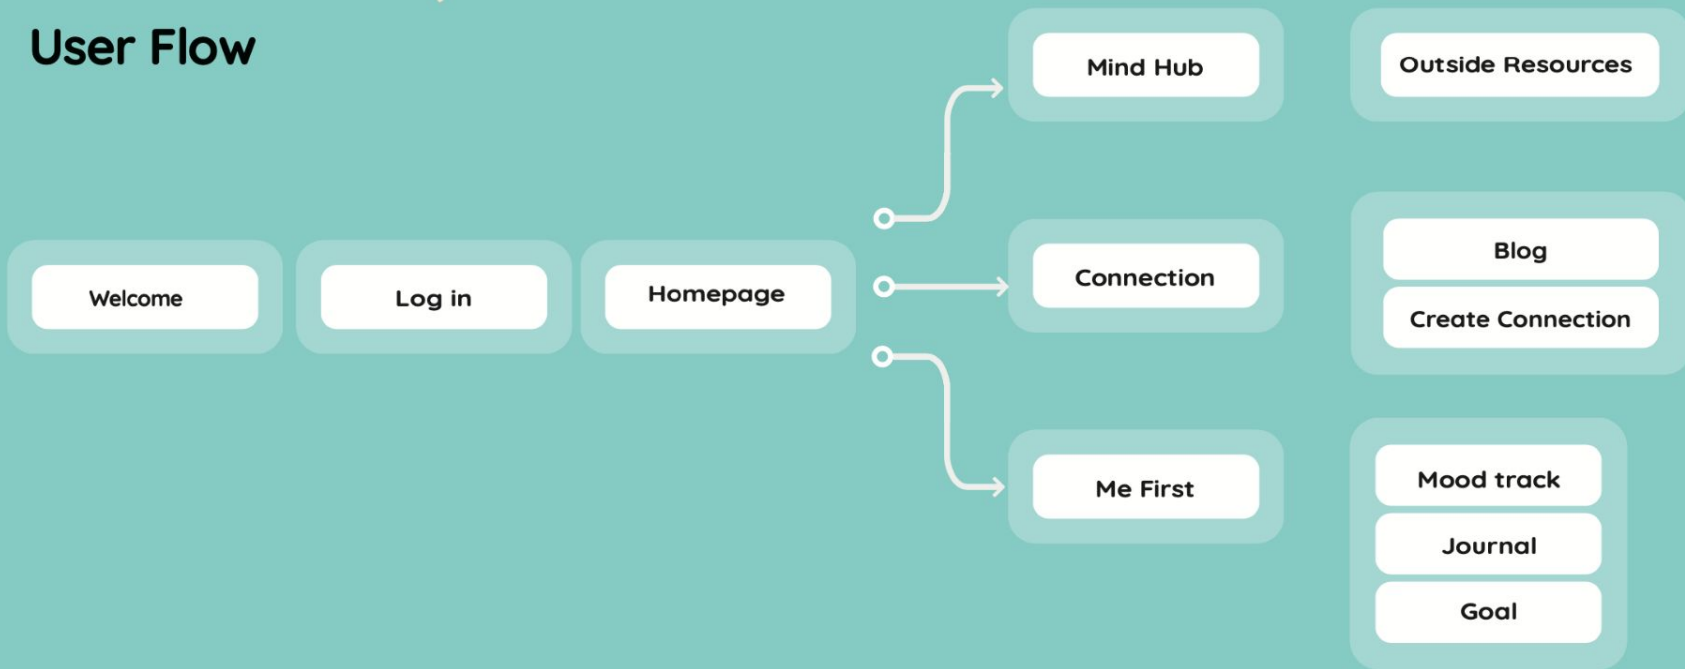 User Flow
Welcome
Log in
Homepage
Mind Hub
Outside Resources
Connection
Blog
Create Connection
Me First
Mood track
Journal
Goal